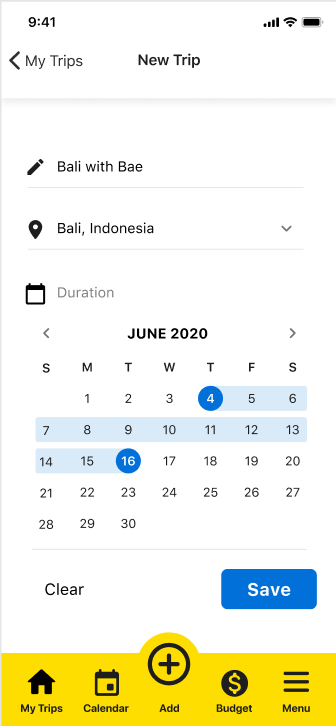 9:41
My Trips New Trip
Bali with Bae
Bali, Indonesia
Duration
JUNE 2020
S M T W T F S
1 2 3 4 5 6
7 8 9 10 11 12 13
14 15 16 17 18 19 20
21 22 23 24 25 26 27
28 29 30
Clear Save
My Trips Calendar Add Budget Menu